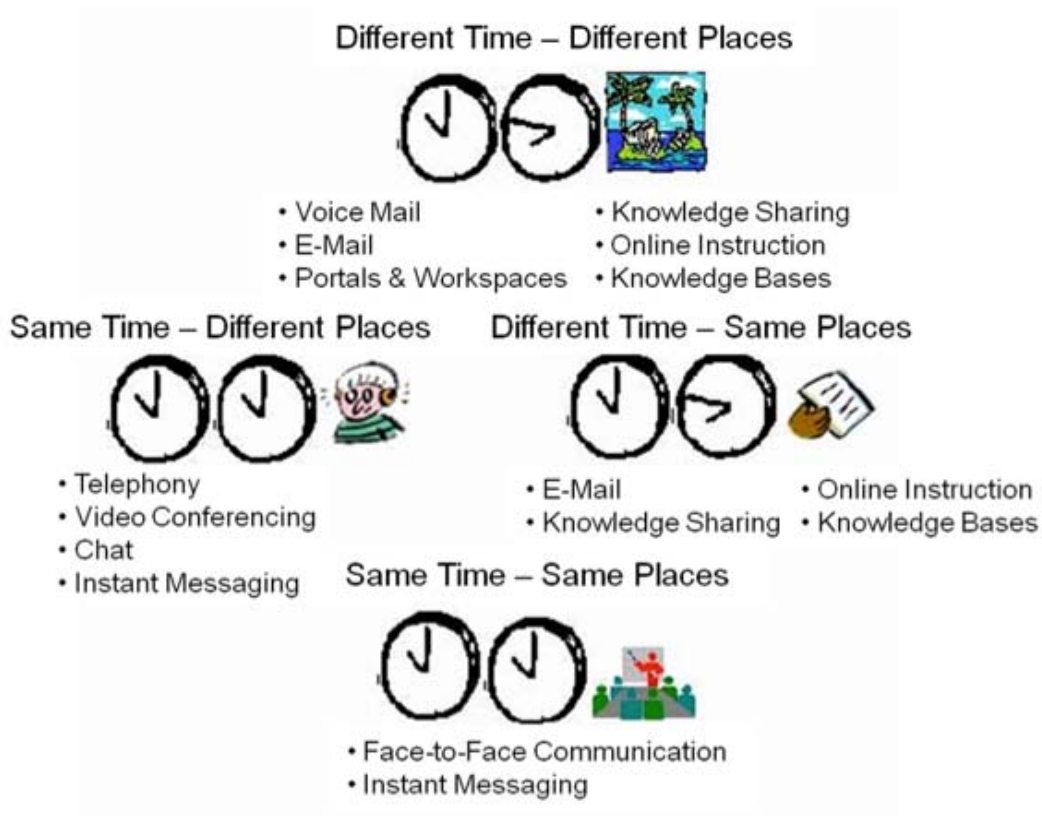 Different Time – Different Places
• Voice Mail
• E-Mail
• Portals & Workspaces
• Knowledge Sharing
• Online Instruction
• Knowledge Bases
Same Time – Different Places
• Telephony
• Video Conferencing
• Chat
• Instant Messaging
Different Time – Same Places
• E-Mail
• Knowledge Sharing
• Online Instruction
• Knowledge Bases
Same Time – Same Places
• Face-to-Face Communication
• Instant Messaging